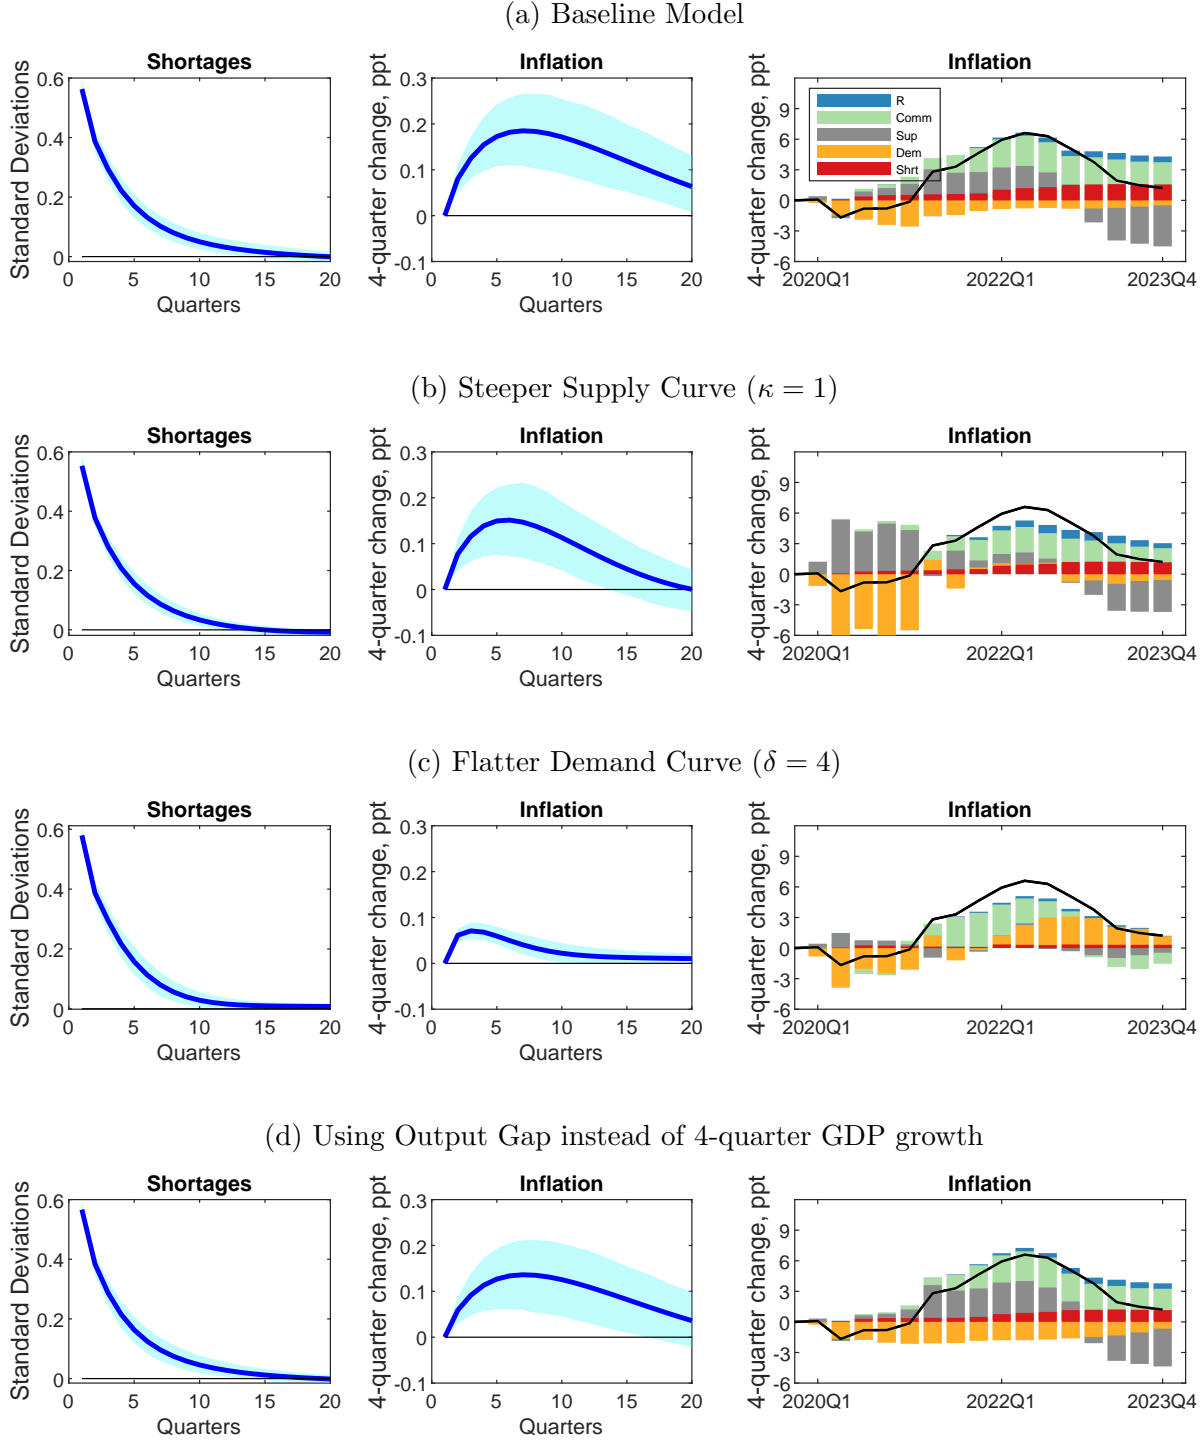 (a) Baseline Model
Shortages
Standard Deviations
0.6
0.4
0.2
0
0 5 10 15 20
Quarters
Inflation
4-quarter change, ppt
0.3
0.2
0.1
0
-0.1
0 5 10 15 20
Quarters
Inflation
4-quarter change, ppt
9
6
3
0
-3
-6
R
Comm
Sup
Dem
Shrt
2020Q1 2022Q1 2023Q4
(b) Steeper Supply Curve (κ = 1)
Shortages
Standard Deviations
0.6
0.4
0.2
0
0 5 10 15 20
Quarters
Inflation
4-quarter change, ppt
0.3
0.2
0.1
0
-0.1
0 5 10 15 20
Quarters
Inflation
4-quarter change, ppt
9
6
3
0
-3
-6
2020Q1 2022Q1 2023Q4
(c) Flatter Demand Curve (δ = 4)
Shortages
Standard Deviations
0.6
0.4
0.2
0
0 5 10 15 20
Quarters
Inflation
4-quarter change, ppt
0.3
0.2
0.1
0
-0.1
0 5 10 15 20
Quarters
Inflation
4-quarter change, ppt
9
6
3
0
-3
-6
2020Q1 2022Q1 2023Q4
(d) Using Output Gap instead of 4-quarter GDP growth
Shortages
Standard Deviations
0.6
0.4
0.2
0
0 5 10 15 20
Quarters
Inflation
4-quarter change, ppt
0.3
0.2
0.1
0
-0.1
0 5 10 15 20
Quarters
Inflation
4-quarter change, ppt
9
6
3
0
-3
-6
2020Q1 2022Q1 2023Q4